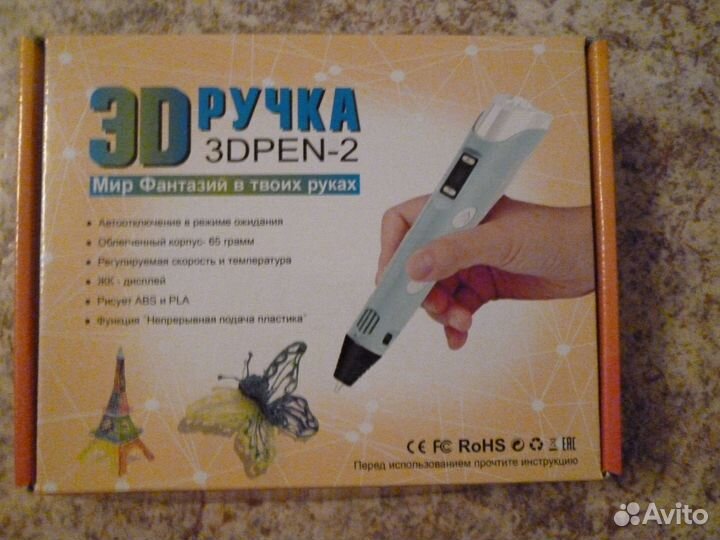 3D РУЧКА
3DPEN-2
Мир Фантазий в твоих руках
• Автоотключение в режиме ожидания
• Облегченный корпус- 65 грамм
• Регулируемая скорость и температура
• ЖК - дисплей
• Рисует ABS и PLA
• Функция "Непрерывная подача пластика"
CE FC RoHS EAC
Перед использованием прочтите инструкцию
Avito